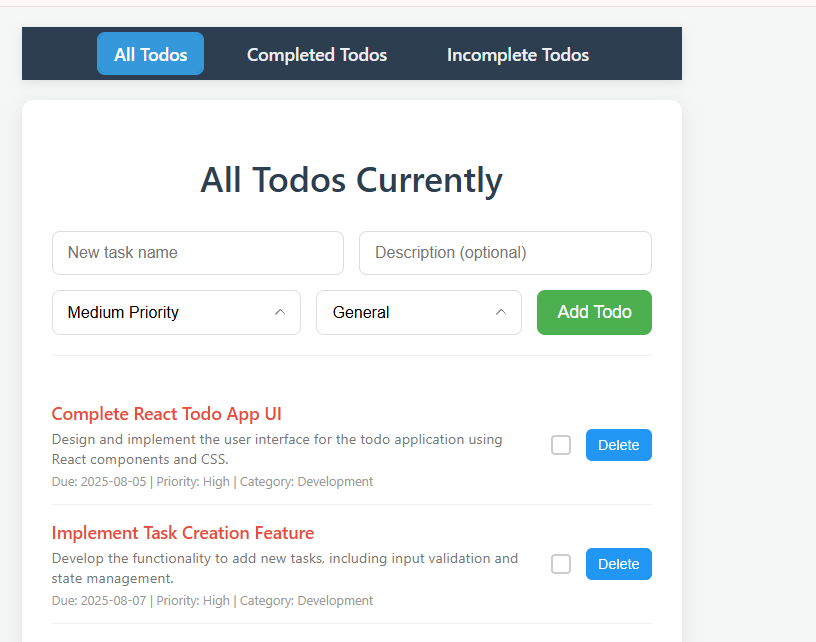 All Todos Completed Todos Incomplete Todos
All Todos Currently
New task name Description (optional)
Medium Priority General Add Todo
Complete React Todo App UI
Design and implement the user interface for the todo application using
React components and CSS.
Delete
Due: 2025-08-05 | Priority: High | Category: Development
Implement Task Creation Feature
Develop the functionality to add new tasks, including input validation and
state management.
Delete
Due: 2025-08-07 | Priority: High | Category: Development